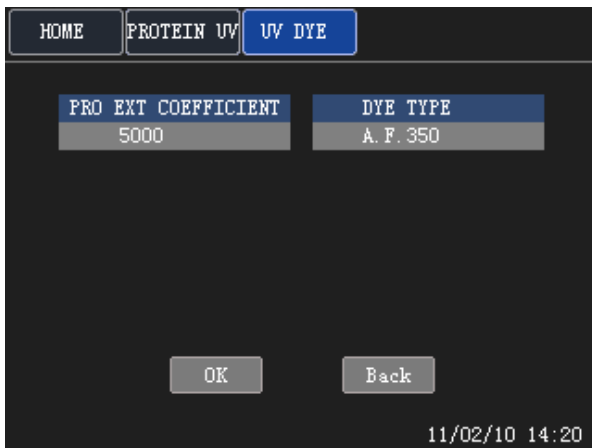 HOME PROTEIN UV UV DYE
PRO EXT COEFFICIENT DYE TYPE
5000 A.F.350
OK Back
11/02/10 14:20